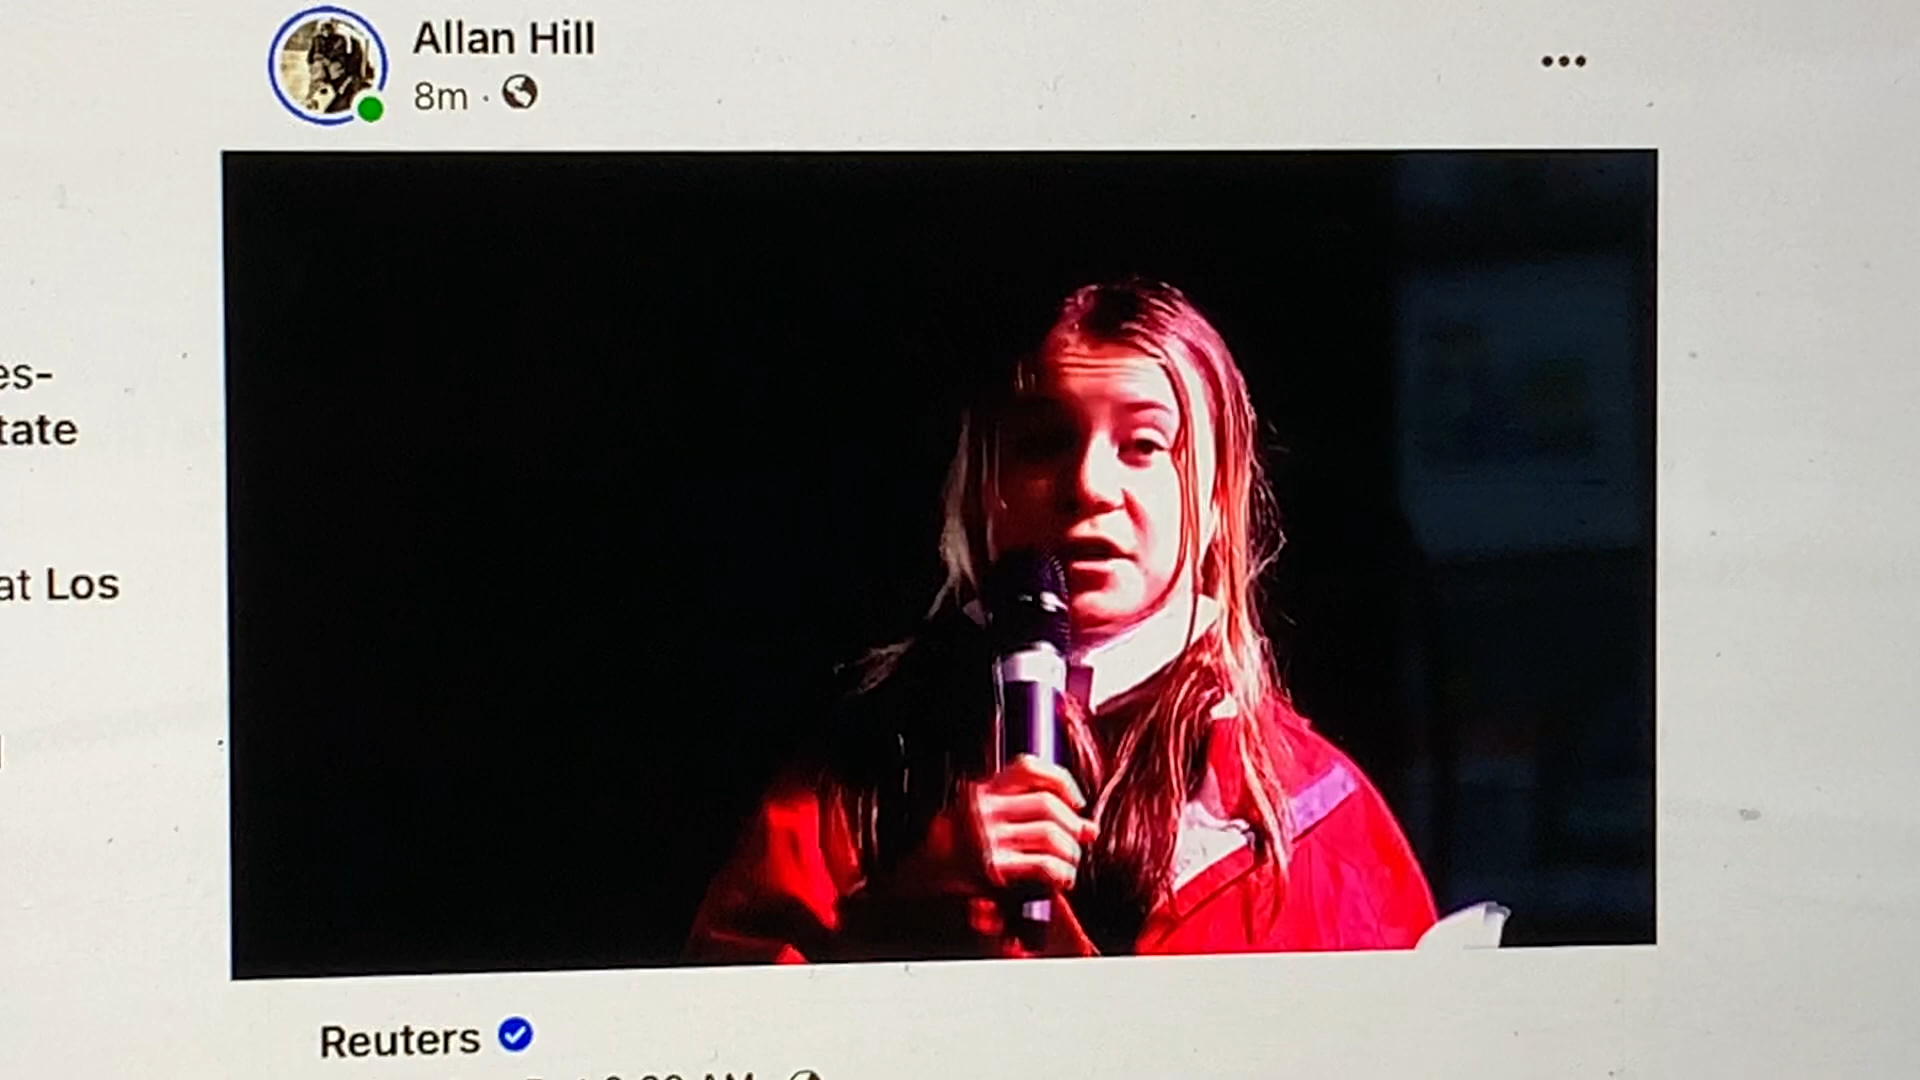 Allan Hill
8m ·
es-
tate
at Los
Reuters